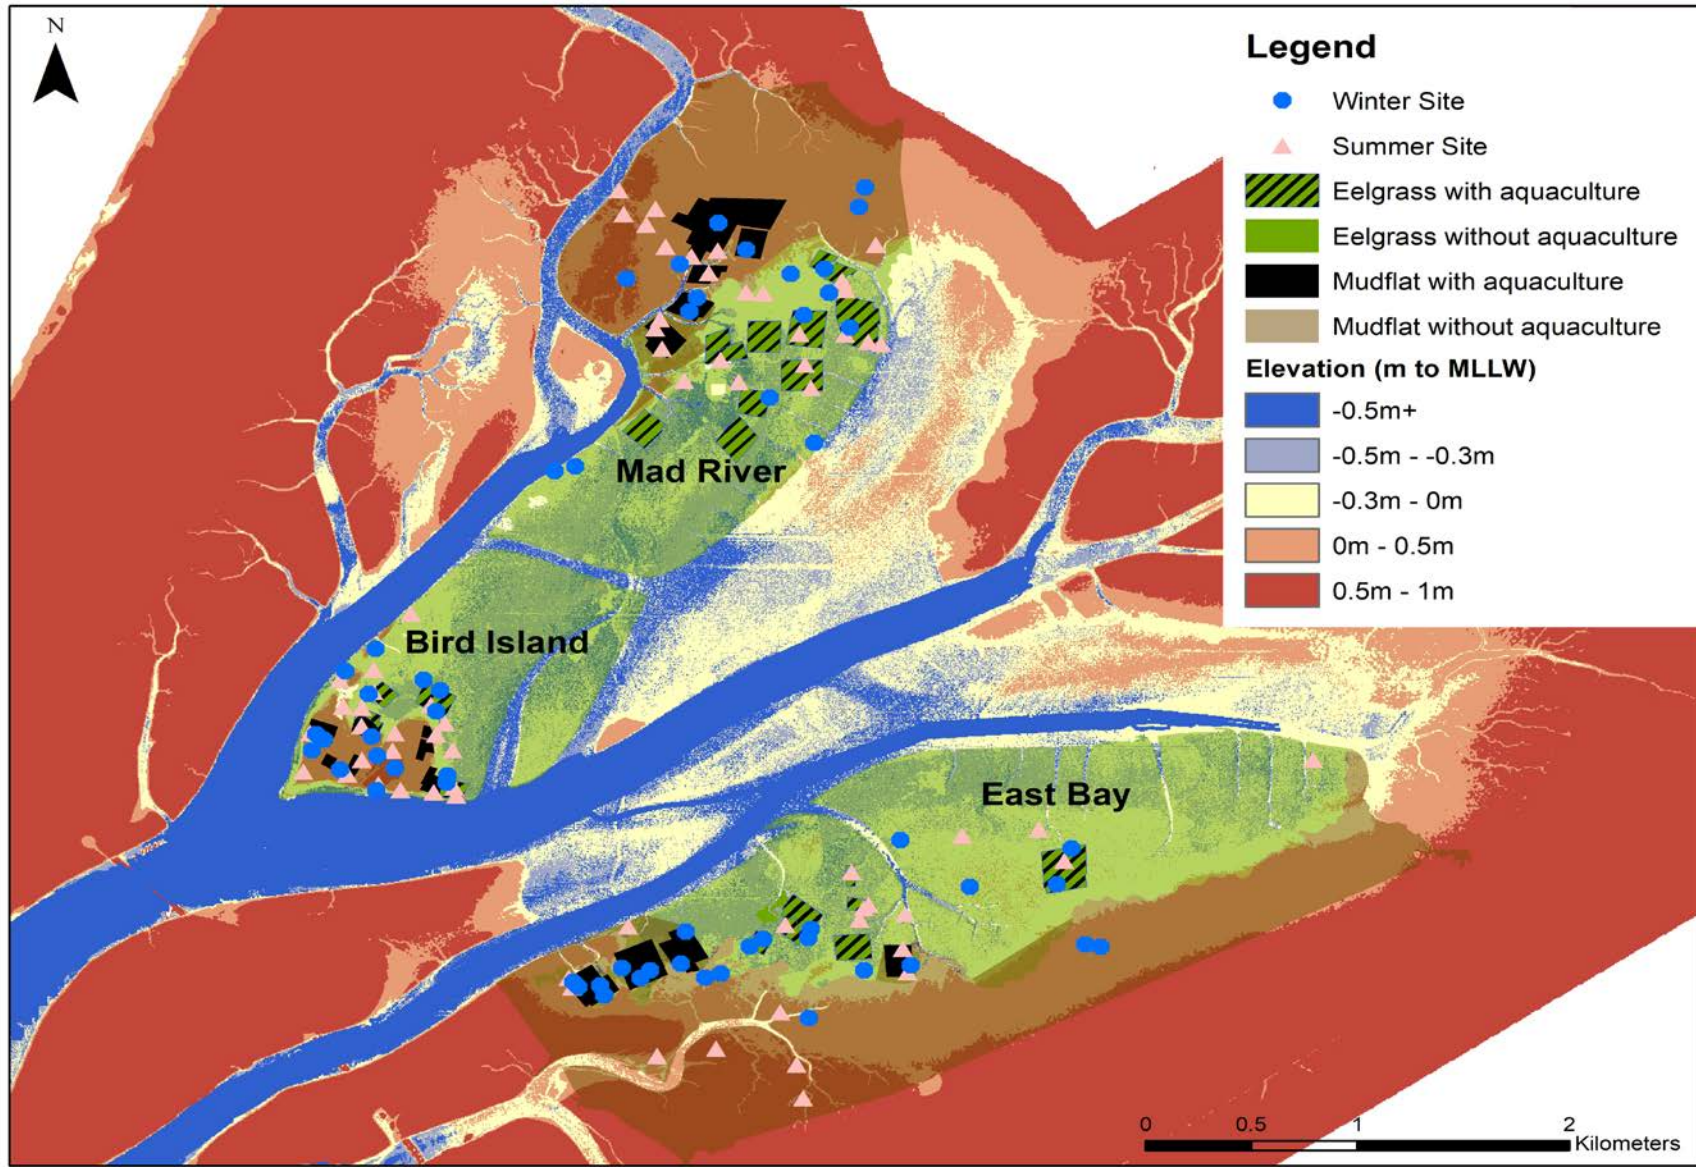 N
Legend
Winter Site
Summer Site
Eelgrass with aquaculture
Eelgrass without aquaculture
Mudflat with aquaculture
Mudflat without aquaculture
Elevation (m to MLLW)
-0.5m+
-0.5m - -0.3m
-0.3m - 0m
0m - 0.5m
0.5m - 1m
Mad River
Bird Island
East Bay
0 0.5 1 2
Kilometers